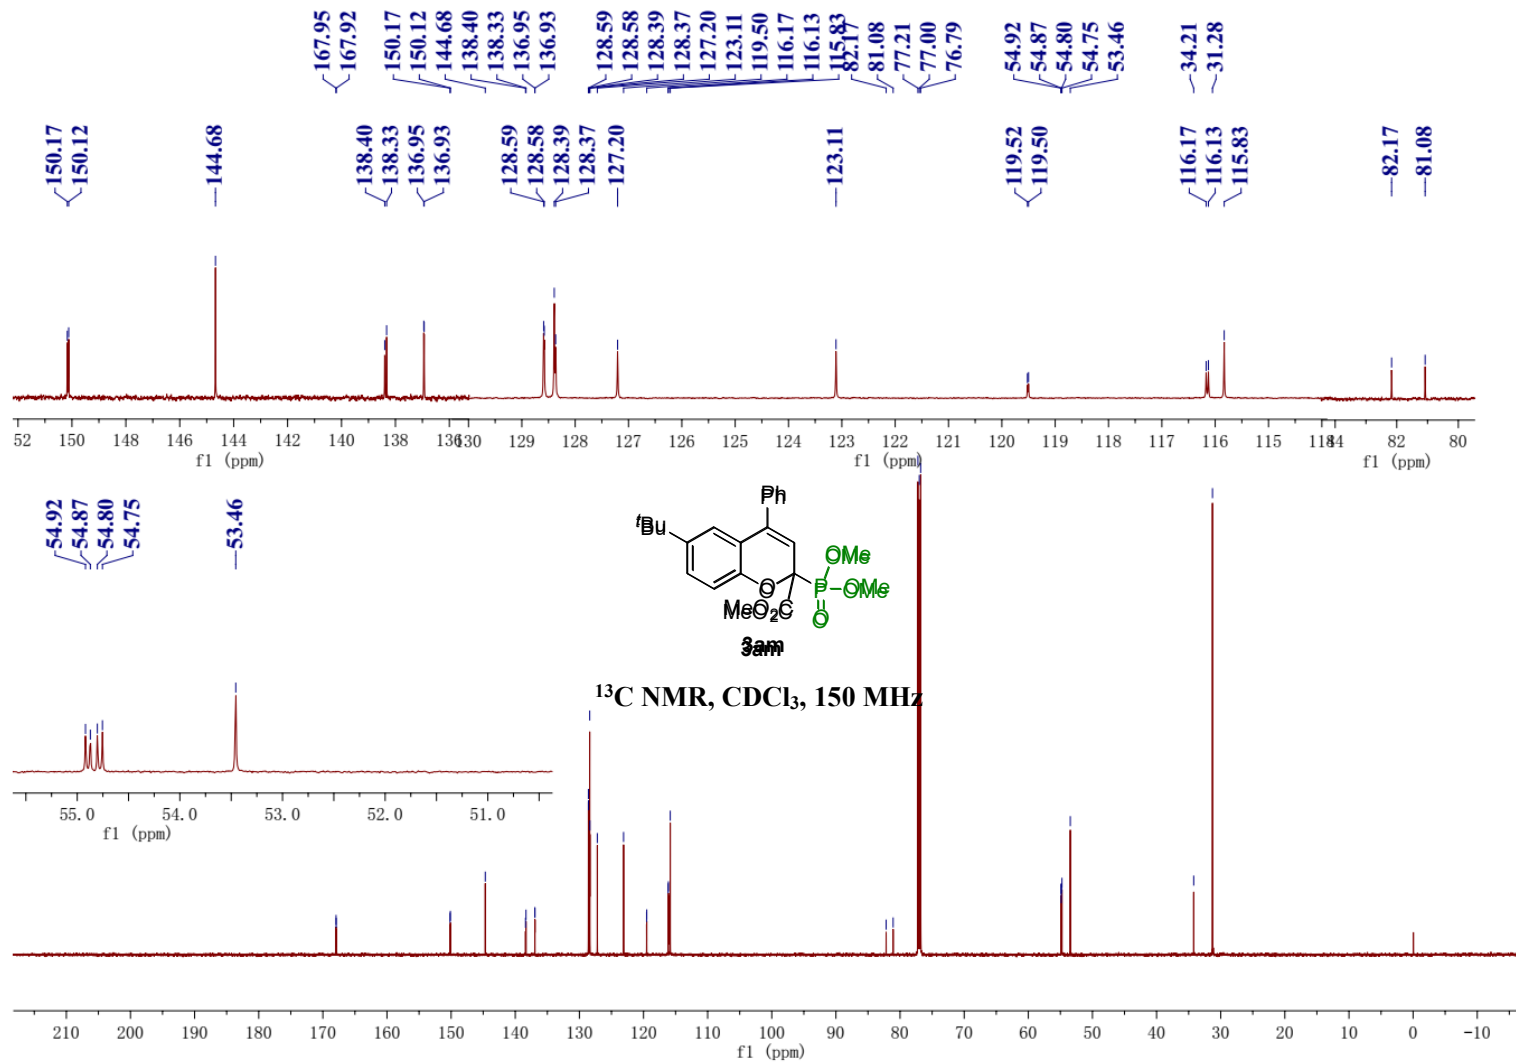 167.95 167.92 150.17 150.12 144.68 138.40 138.33 136.95 136.93 128.59 128.58 128.39 128.37 127.20 123.11 119.50 116.17 116.13 115.83 82.17 81.08 77.21 77.00 76.79 54.92 54.87 54.80 54.75 53.46 34.21 31.28
150.17 150.12 144.68 138.40 138.33 136.95 136.93 128.59 128.58 128.39 128.37 127.20 123.11 119.52 119.50 116.17 116.13 115.83 82.17 81.08
52 150 148 146 144 142 140 138 136 130 129 128 127 126 125 124 123 122 121 120 119 118 117 116 115 114 84 82 80
f1 (ppm) f1 (ppm) f1 (ppm)
54.92 54.87 54.80 54.75 53.46
55.0 54.0 53.0 52.0 51.0
f1 (ppm)
Ph
tBu
OMe
O P OMe
MeO2C O
3am
13C NMR, CDCl3, 150 MHz
210 200 190 180 170 160 150 140 130 120 110 100 90 80 70 60 50 40 30 20 10 0 -10
f1 (ppm)